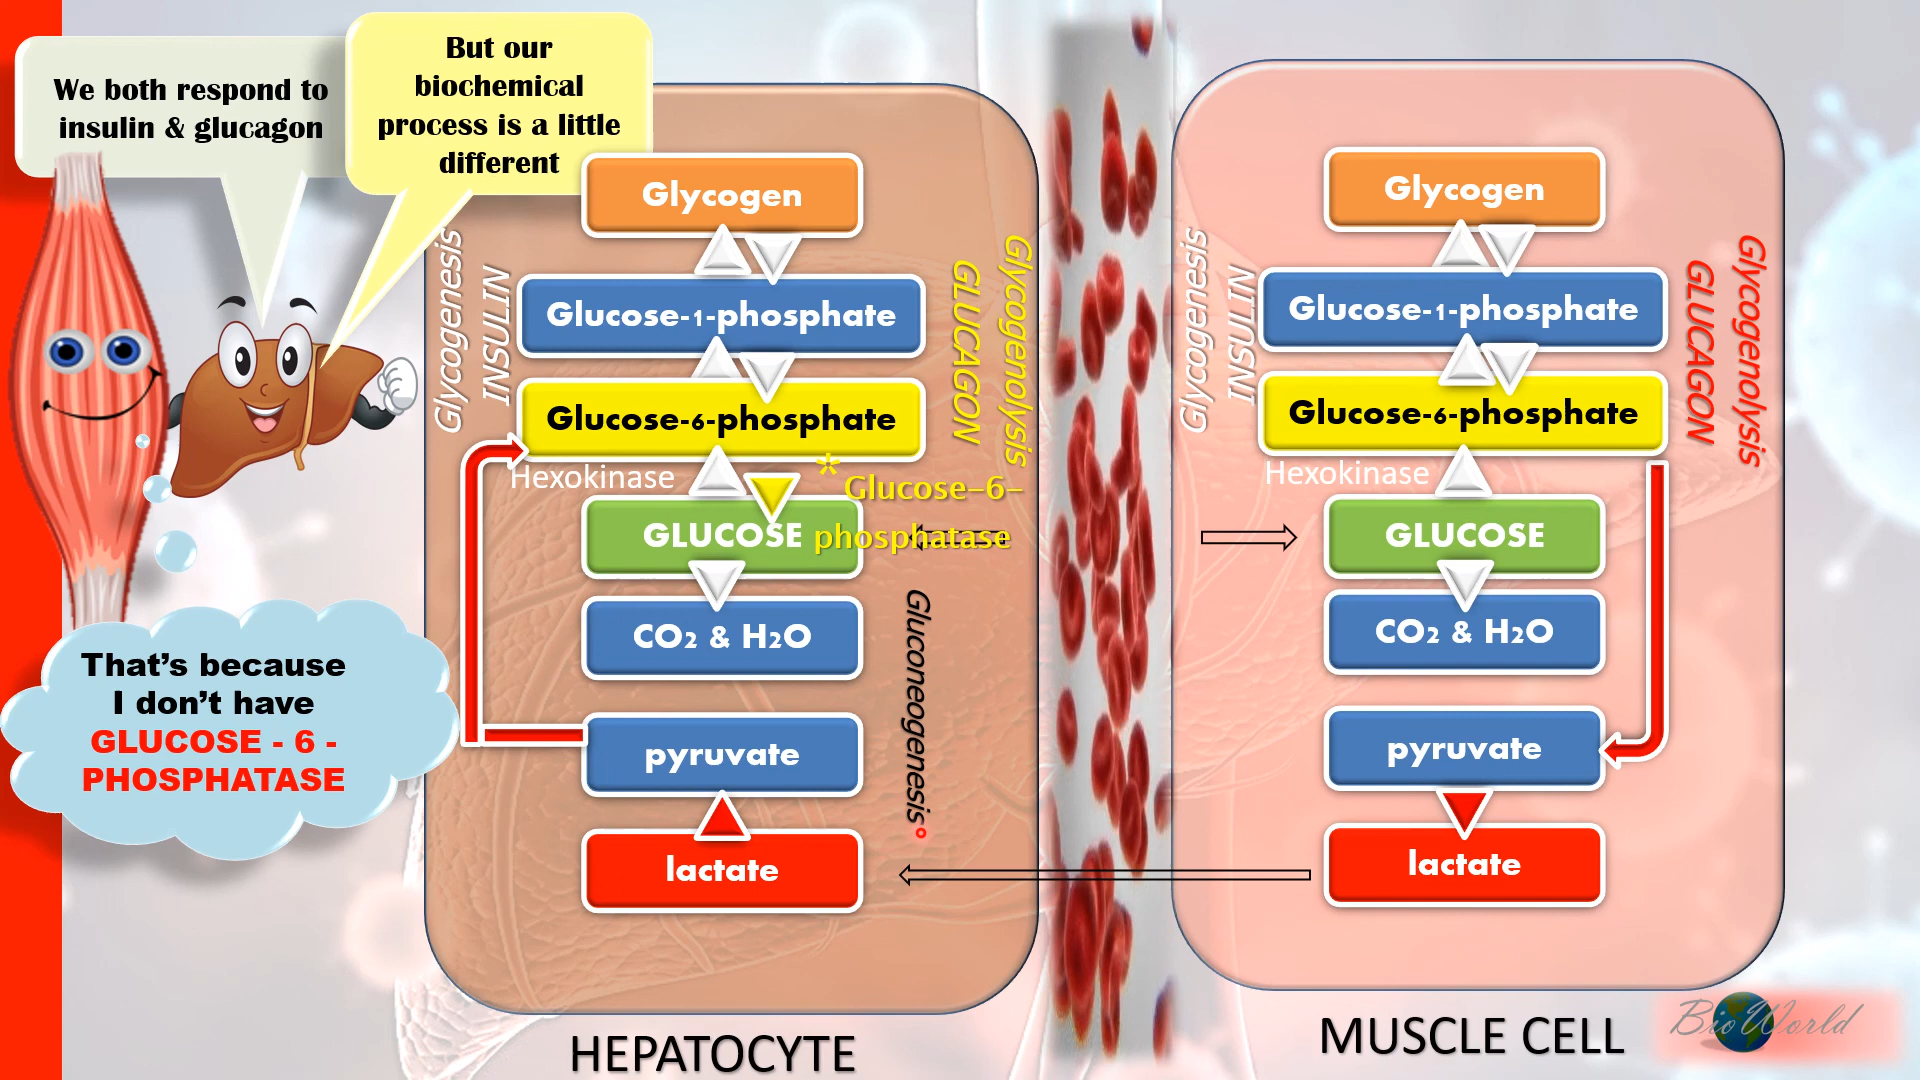 We both respond to
insulin & glucagon
But our
biochemical
process is a little
different
That's because
I don't have
GLUCOSE - 6 -
PHOSPHATASE
Glycogenesis
INSULIN
Glycogen
Glucose-1-phosphate
Glucose-6-phosphate
Hexokinase
*
Glucose-6-
phosphatase
GLUCOSE
CO2 & H2O
pyruvate
lactate
GLUCAGON
Glycogenolysis
Gluconeogenesis°
HEPATOCYTE
Glycogenesis
INSULIN
Glycogen
Glucose-1-phosphate
Glucose-6-phosphate
Hexokinase
GLUCOSE
CO2 & H2O
pyruvate
lactate
GLUCAGON
Glycogenolysis
MUSCLE CELL
BioWorld